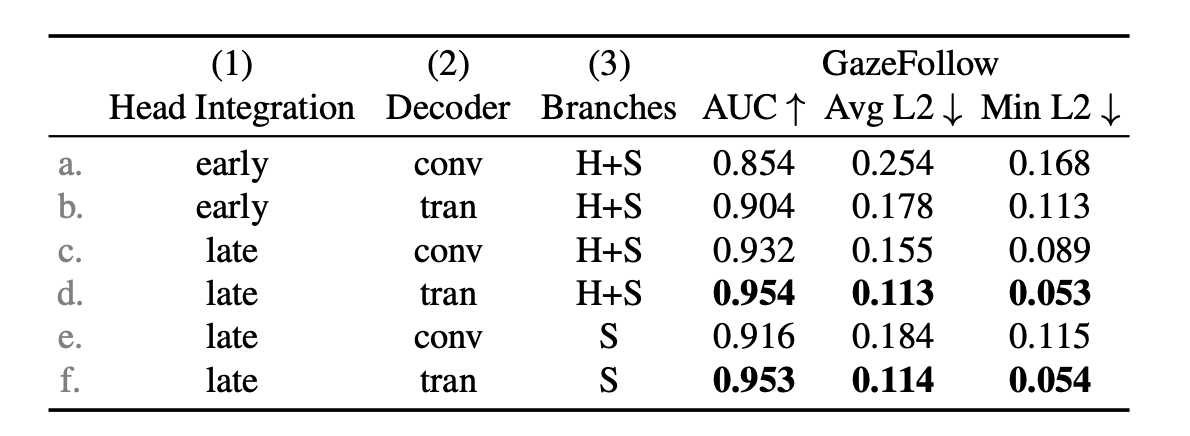 (1) (2) (3) GazeFollow
Head Integration Decoder Branches AUC ↑ Avg L2 ↓ Min L2 ↓
a. early conv H+S 0.854 0.254 0.168
b. early tran H+S 0.904 0.178 0.113
c. late conv H+S 0.932 0.155 0.089
d. late tran H+S 0.954 0.113 0.053
e. late conv S 0.916 0.184 0.115
f. late tran S 0.953 0.114 0.054